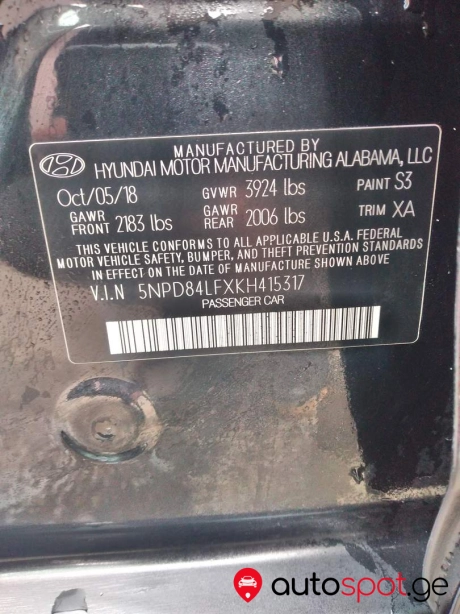 MANUFACTURED BY
HYUNDAI MOTOR MANUFACTURING ALABAMA, LLC
Oct/05/18 GVWR 3924 lbs PAINT S3
GAWR FRONT 2183 lbs GAWR REAR 2006 lbs TRIM XA
THIS VEHICLE CONFORMS TO ALL APPLICABLE U.S.A. FEDERAL
MOTOR VEHICLE SAFETY, BUMPER, AND THEFT PREVENTION STANDARDS
IN EFFECT ON THE DATE OF MANUFACTURE SHOWN ABOVE
V.I.N 5NPD84LFXKH415317
PASSENGER CAR
autospot.ge